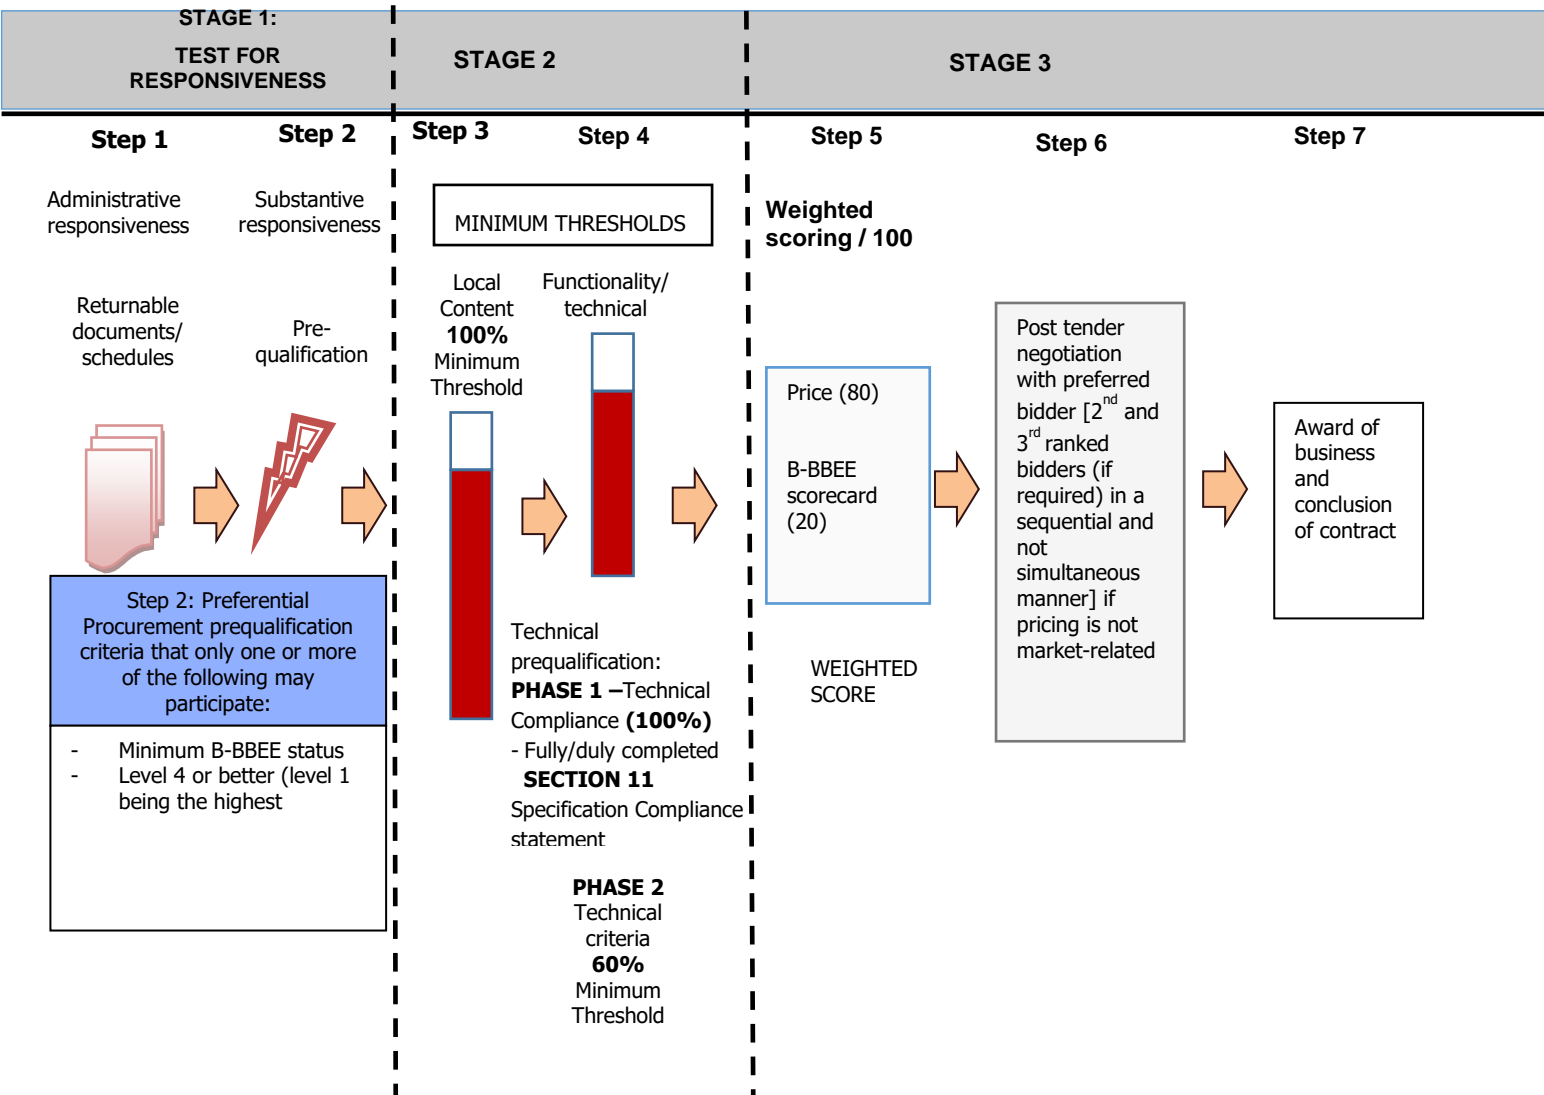 STAGE 1:
TEST FOR
RESPONSIVENESS
STAGE 2
STAGE 3
Step 1
Step 2
Step 3
Step 4
Step 5
Step 6
Step 7
Administrative
responsiveness
Substantive
responsiveness
MINIMUM THRESHOLDS
Weighted
scoring / 100
Returnable
documents/
schedules
Pre-
qualification
Local
Content
100%
Minimum
Threshold
Functionality/
technical
Price (80)
B-BBEE
scorecard
(20)
WEIGHTED
SCORE
Post tender
negotiation
with preferred
bidder [2nd and
3rd ranked
bidders (if
required) in a
sequential and
not
simultaneous
manner] if
pricing is not
market-related
Award of
business
and
conclusion
of contract
Step 2: Preferential
Procurement prequalification
criteria that only one or more
of the following may
participate:
- Minimum B-BBEE status
- Level 4 or better (level 1
being the highest
Technical
prequalification:
PHASE 1 –Technical
Compliance (100%)
- Fully/duly completed
SECTION 11
Specification Compliance
statement
PHASE 2
Technical
criteria
60%
Minimum
Threshold